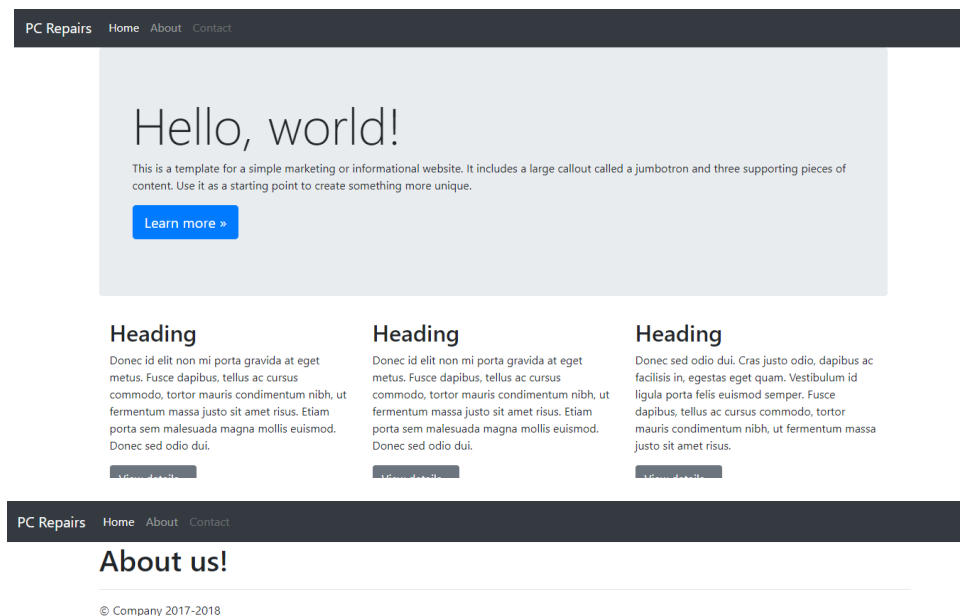 PC Repairs Home About Contact
Hello, world!
This is a template for a simple marketing or informational website. It includes a large callout called a jumbotron and three supporting pieces of
content. Use it as a starting point to create something more unique.
Learn more »
Heading
Donec id elit non mi porta gravida at eget
metus. Fusce dapibus, tellus ac cursus
commodo, tortor mauris condimentum nibh, ut
fermentum massa justo sit amet risus. Etiam
porta sem malesuada magna mollis euismod.
Donec sed odio dui.
View details
Heading
Donec id elit non mi porta gravida at eget
metus. Fusce dapibus, tellus ac cursus
commodo, tortor mauris condimentum nibh, ut
fermentum massa justo sit amet risus. Etiam
porta sem malesuada magna mollis euismod.
Donec sed odio dui.
View details
Heading
Donec sed odio dui. Cras justo odio, dapibus ac
facilisis in, egestas eget quam. Vestibulum id
ligula porta felis euismod semper. Fusce
dapibus, tellus ac cursus commodo, tortor
mauris condimentum nibh, ut fermentum massa
justo sit amet risus.
View details
PC Repairs Home About Contact
About us!
© Company 2017-2018